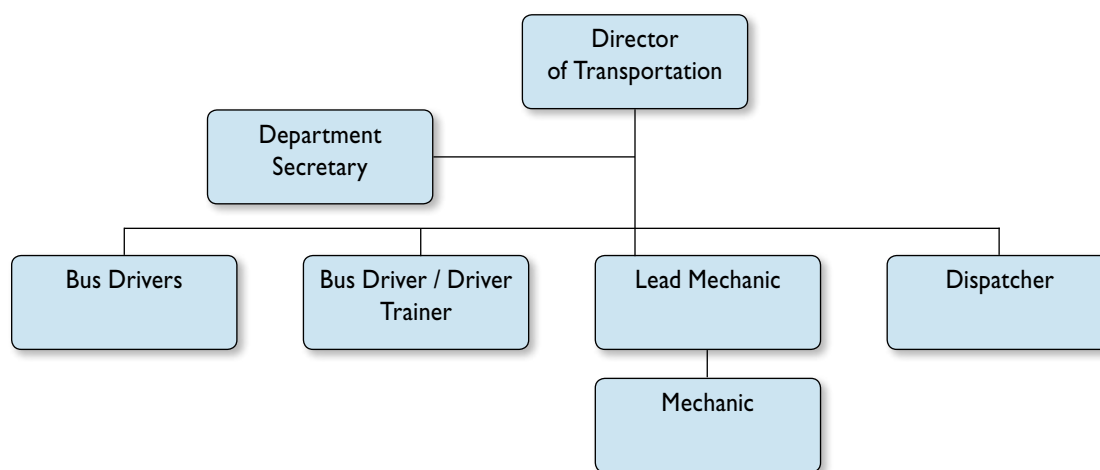 Director
of Transportation
Department
Secretary
Bus Drivers
Bus Driver / Driver
Trainer
Lead Mechanic
Dispatcher
Mechanic